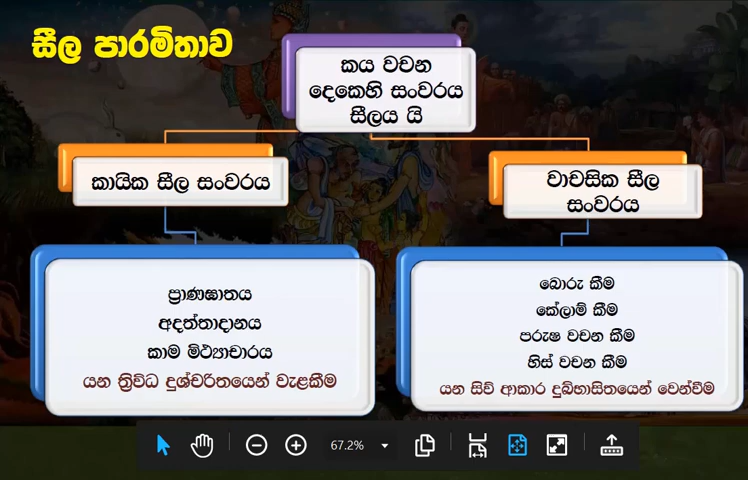 සීල පාරමිතාව
කය වචන
දෙකෙහි සංවරය
සීලය යි
කායික සීල සංවරය
වාචසික සීල
සංවරය
ප්‍රාණඝාතය
අදත්තාදානය
කාම මිථ්‍යාචාරය
යන ත්‍රිවිධ දුශ්චරිතයෙන් වැළකීම
බොරු කීම
කේලාම් කීම
පරුෂ වචන කීම
හිස් වචන කීම
යන සිව් ආකාර දුබ්භාසිතයෙන් වෙන්වීම
67.2%